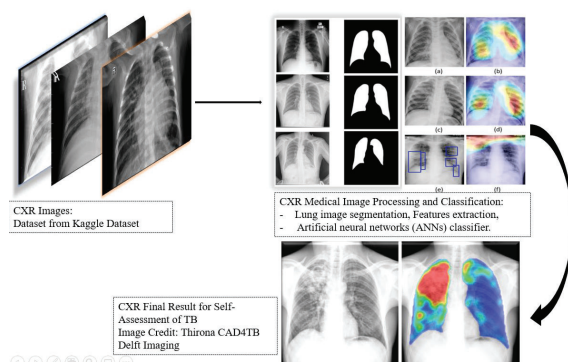 (a)
(b)
(c)
(d)
(e)
(f)
CXR Images:
Dataset from Kaggle Dataset
CXR Medical Image Processing and Classification:
- Lung image segmentation, Features extraction,
- Artificial neural networks (ANNs) classifier.
CXR Final Result for Self-
Assessment of TB
Image Credit: Thirona CAD4TB
Delft Imaging